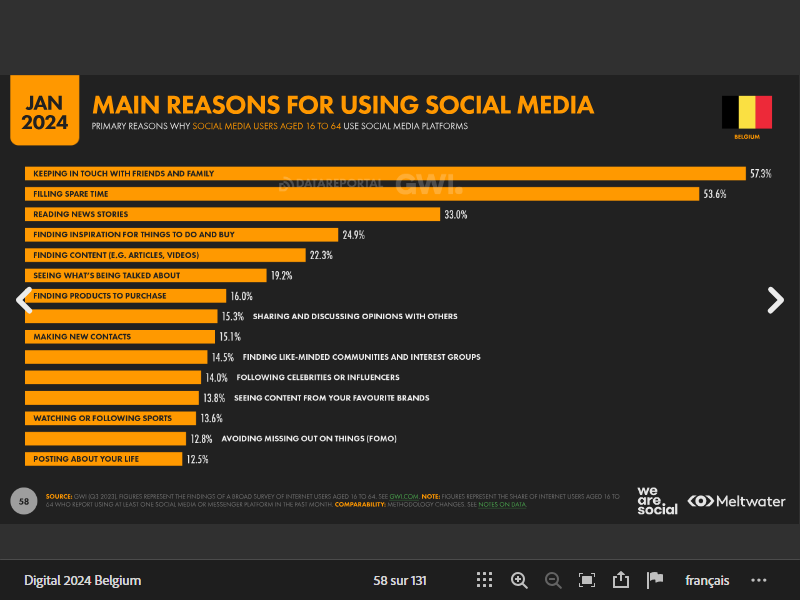 JAN
2024
MAIN REASONS FOR USING SOCIAL MEDIA
PRIMARY REASONS WHY SOCIAL MEDIA USERS AGED 16 TO 64 USE SOCIAL MEDIA PLATFORMS
BELGIUM
KEEPING IN TOUCH WITH FRIENDS AND FAMILY 57.3%
DATAREPORTAL GWI.
FILLING SPARE TIME 53.6%
READING NEWS STORIES 33.0%
FINDING INSPIRATION FOR THINGS TO DO AND BUY 24.9%
FINDING CONTENT (E.G. ARTICLES, VIDEOS) 22.3%
SEEING WHAT'S BEING TALKED ABOUT 19.2%
FINDING PRODUCTS TO PURCHASE 16.0%
15.3% SHARING AND DISCUSSING OPINIONS WITH OTHERS
MAKING NEW CONTACTS 15.1%
14.5% FINDING LIKE-MINDED COMMUNITIES AND INTEREST GROUPS
14.0% FOLLOWING CELEBRITIES OR INFLUENCERS
13.8% SEEING CONTENT FROM YOUR FAVOURITE BRANDS
WATCHING OR FOLLOWING SPORTS 13.6%
12.8% AVOIDING MISSING OUT ON THINGS (FOMO)
POSTING ABOUT YOUR LIFE 12.5%
58
SOURCE: GWI (Q3 2023). FIGURES REPRESENT THE FINDINGS OF A BROAD SURVEY OF INTERNET USERS AGED 16 TO 64. SEE GWI.COM. NOTE: FIGURES REPRESENT THE SHARE OF INTERNET USERS AGED 16 TO
64 WHO REPORT USING AT LEAST ONE SOCIAL MEDIA OR MESSENGER PLATFORM IN THE PAST MONTH. COMPARABILITY: METHODOLOGY CHANGES. SEE NOTES ON DATA.
we
are
social
Meltwater
Digital 2024 Belgium
58 sur 131
français